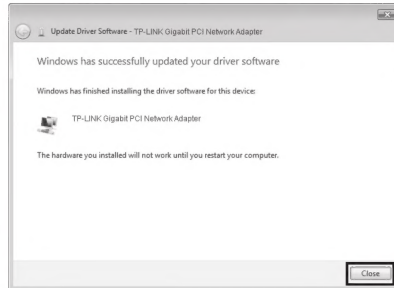 Update Driver Software - TP-LINK Gigabit PCI Network Adapter
Windows has successfully updated your driver software
Windows has finished installing the driver software for this device:
TP-LINK Gigabit PCI Network Adapter
The hardware you installed will not work until you restart your computer.
Close